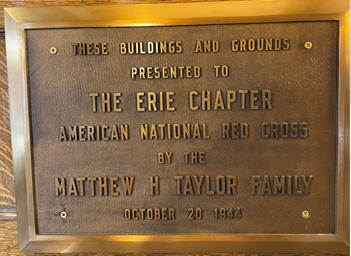 THESE BUILDINGS AND GROUNDS
PRESENTED TO
THE ERIE CHAPTER
AMERICAN NATIONAL RED CROSS
BY THE
MATTHEW H TAYLOR FAMILY
OCTOBER 20 1944